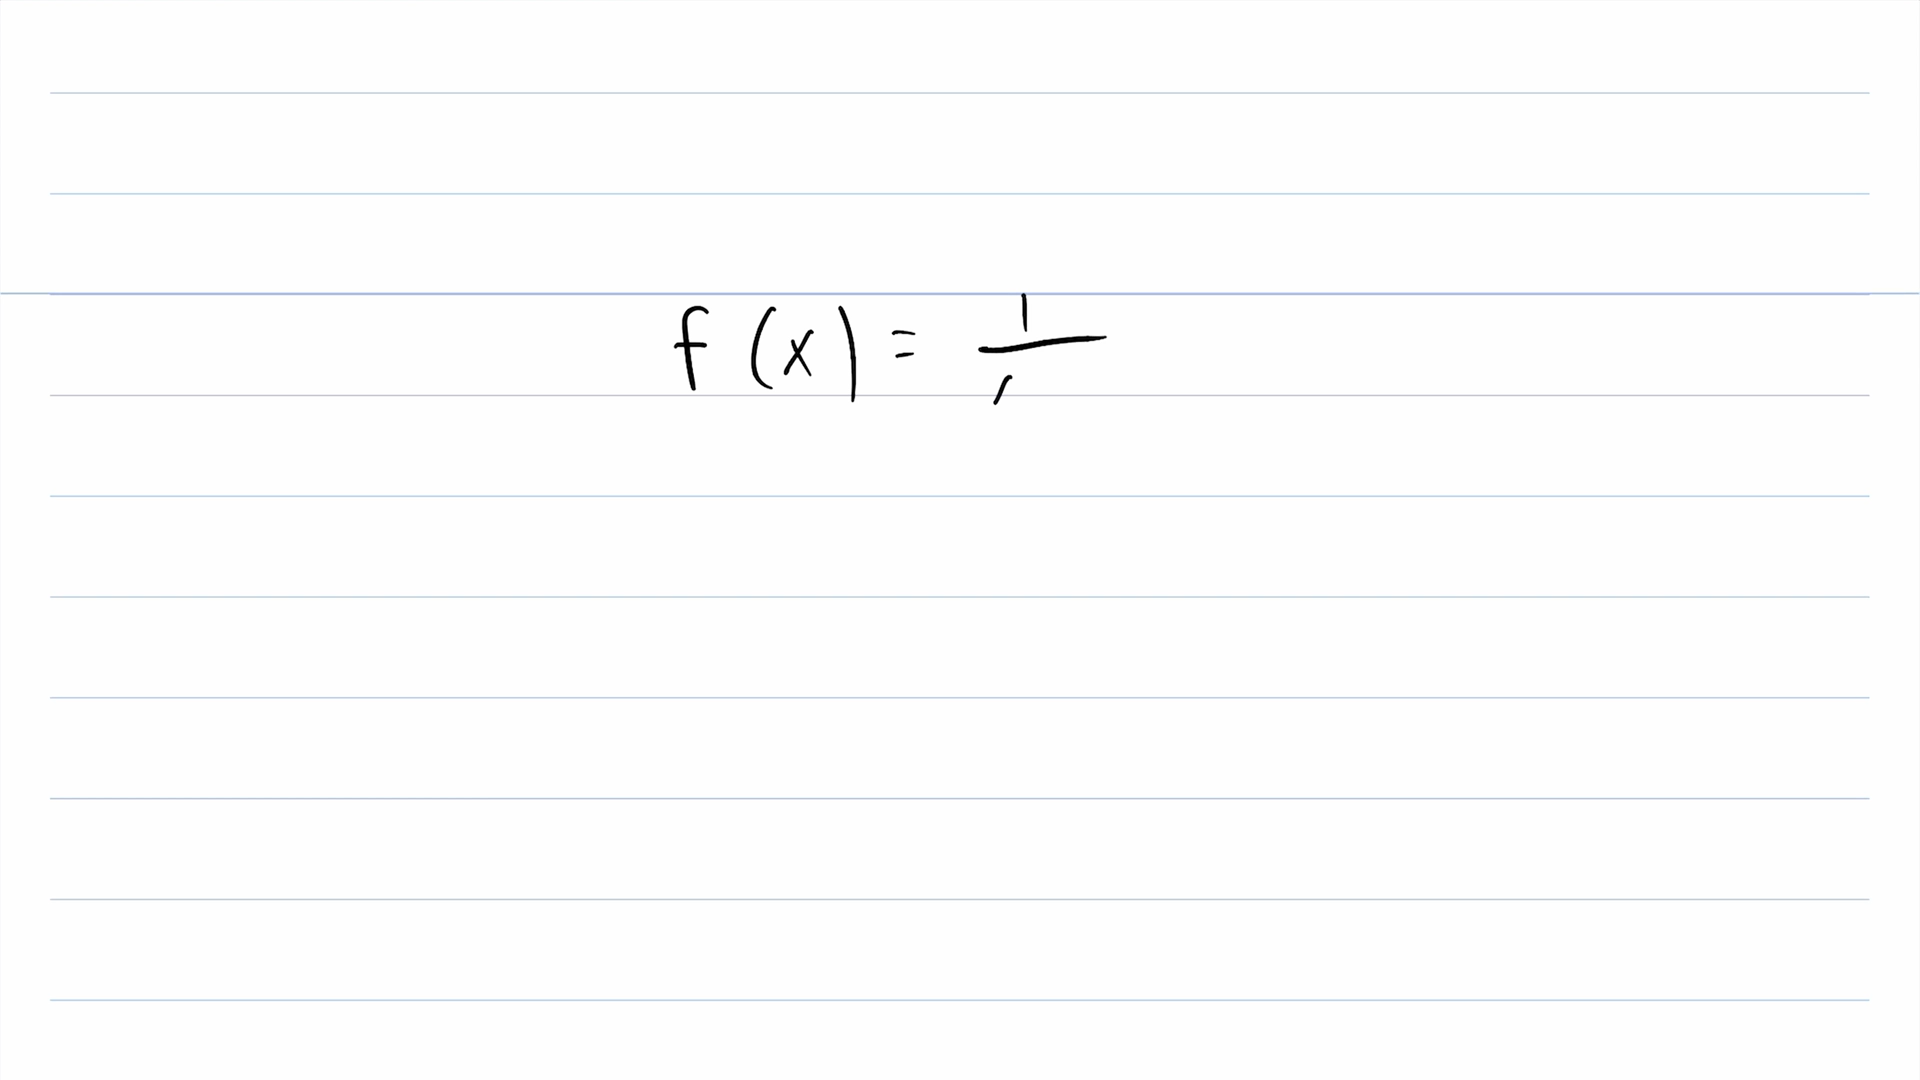 f(x) = 1/